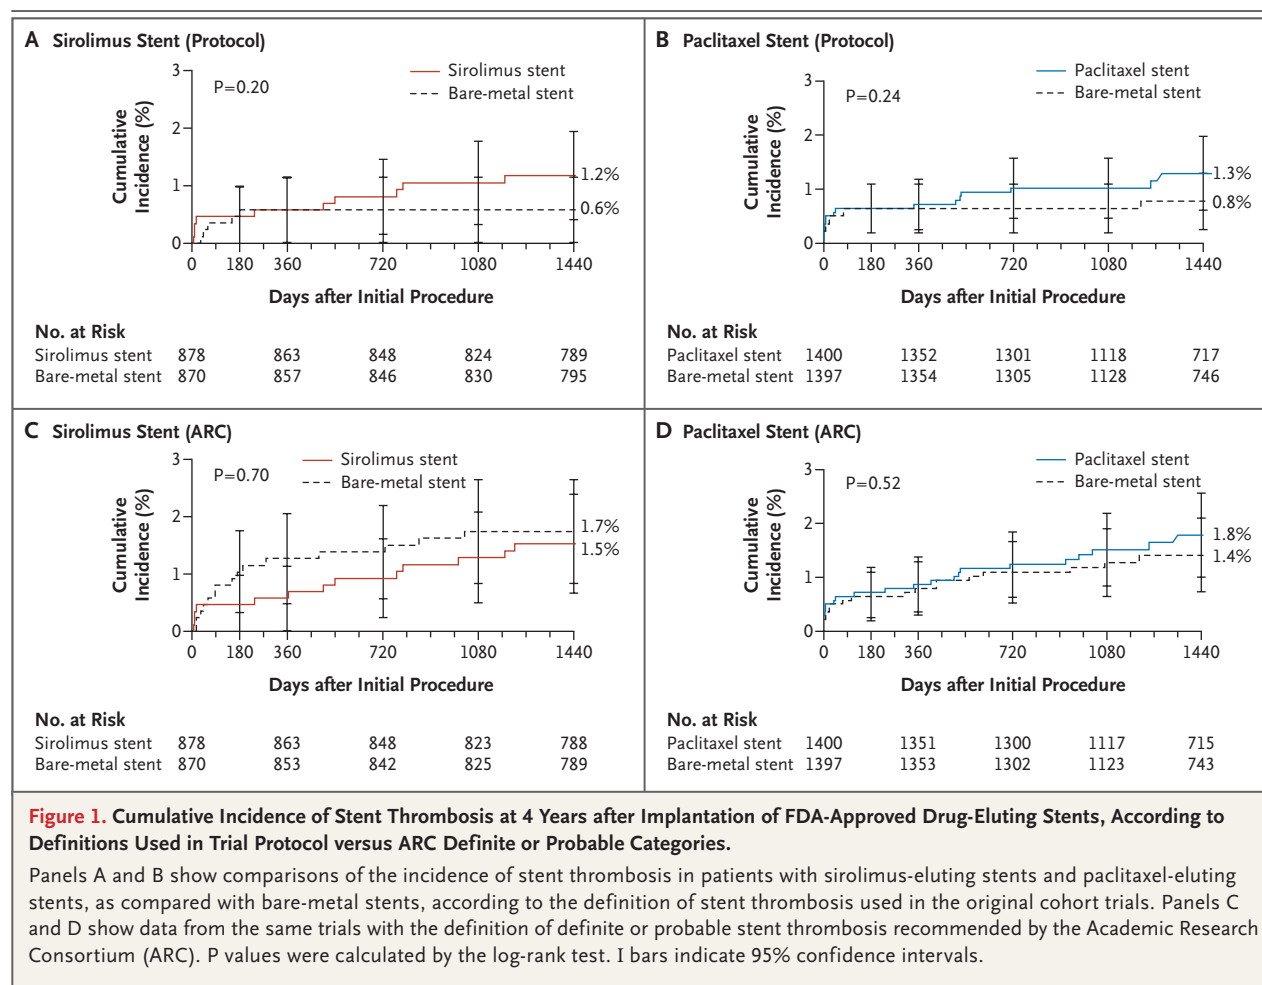 A Sirolimus Stent (Protocol)
3
2
1
0
Cumulative
Incidence (%)
P=0.20
Sirolimus stent
Bare-metal stent
1.2%
0.6%
0 180 360 720 1080 1440
Days after Initial Procedure
No. at Risk
Sirolimus stent 878 863 848 824 789
Bare-metal stent 870 857 846 830 795
B Paclitaxel Stent (Protocol)
3
2
1
0
Cumulative
Incidence (%)
P=0.24
Paclitaxel stent
Bare-metal stent
1.3%
0.8%
0 180 360 720 1080 1440
Days after Initial Procedure
No. at Risk
Paclitaxel stent 1400 1352 1301 1118 717
Bare-metal stent 1397 1354 1305 1128 746
C Sirolimus Stent (ARC)
3
2
1
0
Cumulative
Incidence (%)
P=0.70
Sirolimus stent
Bare-metal stent
1.7%
1.5%
0 180 360 720 1080 1440
Days after Initial Procedure
No. at Risk
Sirolimus stent 878 863 848 823 788
Bare-metal stent 870 853 842 825 789
D Paclitaxel Stent (ARC)
3
2
1
0
Cumulative
Incidence (%)
P=0.52
Paclitaxel stent
Bare-metal stent
1.8%
1.4%
0 180 360 720 1080 1440
Days after Initial Procedure
No. at Risk
Paclitaxel stent 1400 1351 1300 1117 715
Bare-metal stent 1397 1353 1302 1123 743
Figure 1. Cumulative Incidence of Stent Thrombosis at 4 Years after Implantation of FDA-Approved Drug-Eluting Stents, According to
Definitions Used in Trial Protocol versus ARC Definite or Probable Categories.
Panels A and B show comparisons of the incidence of stent thrombosis in patients with sirolimus-eluting stents and paclitaxel-eluting
stents, as compared with bare-metal stents, according to the definition of stent thrombosis used in the original cohort trials. Panels C
and D show data from the same trials with the definition of definite or probable stent thrombosis recommended by the Academic Research
Consortium (ARC). P values were calculated by the log-rank test. I bars indicate 95% confidence intervals.